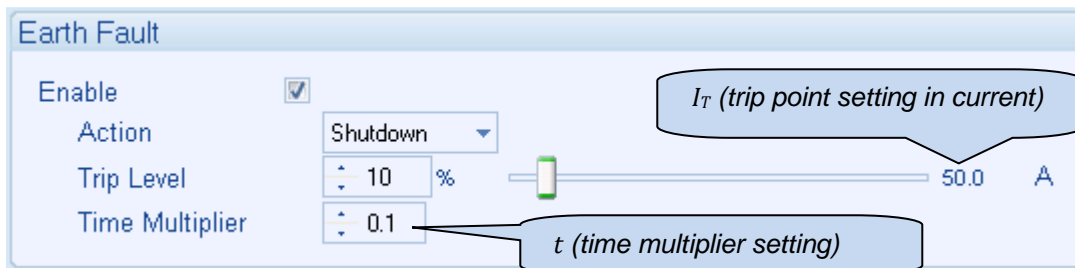 Earth Fault
Enable
I_T (trip point setting in current)
Action Shutdown
Trip Level 10 % 50.0 A
Time Multiplier 0.1
t (time multiplier setting)